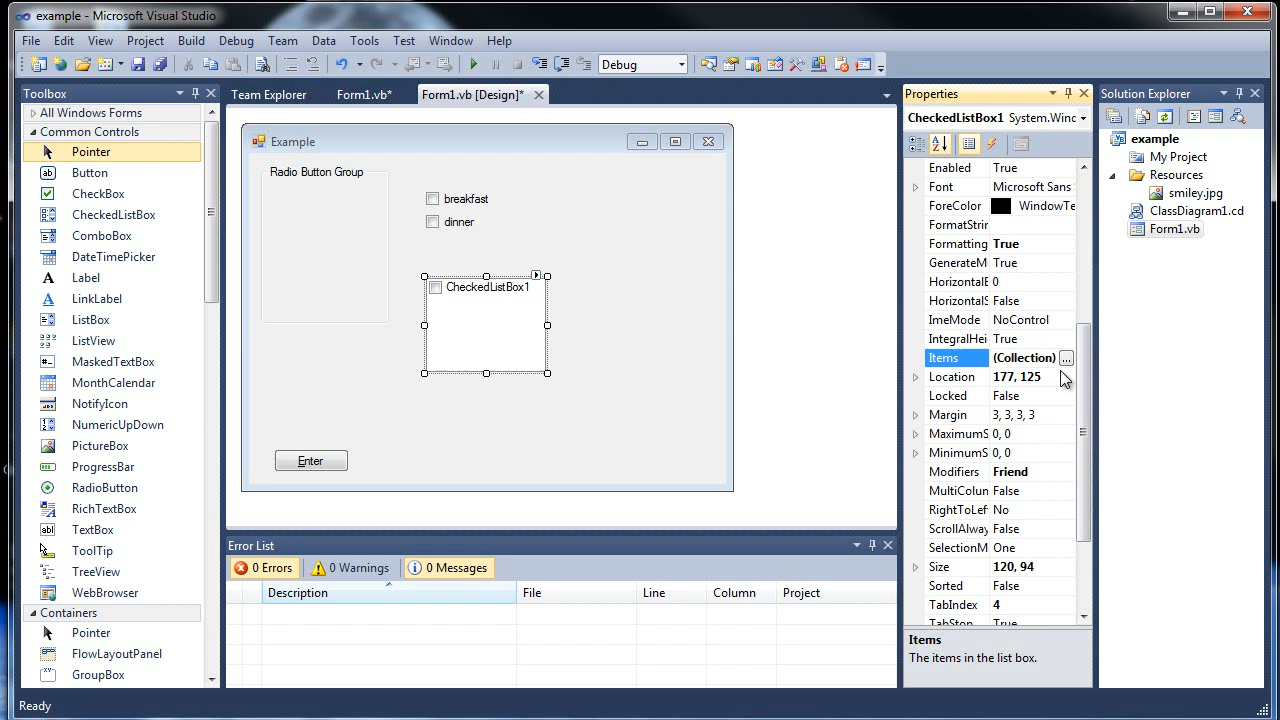 example - Microsoft Visual Studio
File Edit View Project Build Debug Team Data Tools Test Window Help
Debug
Toolbox
All Windows Forms
Common Controls
Pointer
Button
CheckBox
CheckedListBox
ComboBox
DateTimePicker
Label
LinkLabel
ListBox
ListView
MaskedTextBox
MonthCalendar
NotifyIcon
NumericUpDown
PictureBox
ProgressBar
RadioButton
RichTextBox
TextBox
ToolTip
TreeView
WebBrowser
Containers
Pointer
FlowLayoutPanel
GroupBox
Team Explorer Form1.vb* Form1.vb [Design]*
Example
Radio Button Group
breakfast
dinner
CheckedListBox1
Enter
Error List
0 Errors 0 Warnings 0 Messages
Description File Line Column Project
Properties
CheckedListBox1 System.Wind
Enabled True
Font Microsoft Sans
ForeColor WindowTe
FormatStrin
Formatting True
GenerateM True
HorizontalE 0
HorizontalS False
ImeMode NoControl
IntegralHei True
Items (Collection) ...
Location 177, 125
Locked False
Margin 3, 3, 3, 3
MaximumS 0, 0
MinimumS 0, 0
Modifiers Friend
MultiColun False
RightToLef No
ScrollAlway False
SelectionM One
Size 120, 94
Sorted False
TabIndex 4
TabStop True
Items
The items in the list box.
Solution Explorer
example
My Project
Resources
smiley.jpg
ClassDiagram1.cd
Form1.vb
Ready